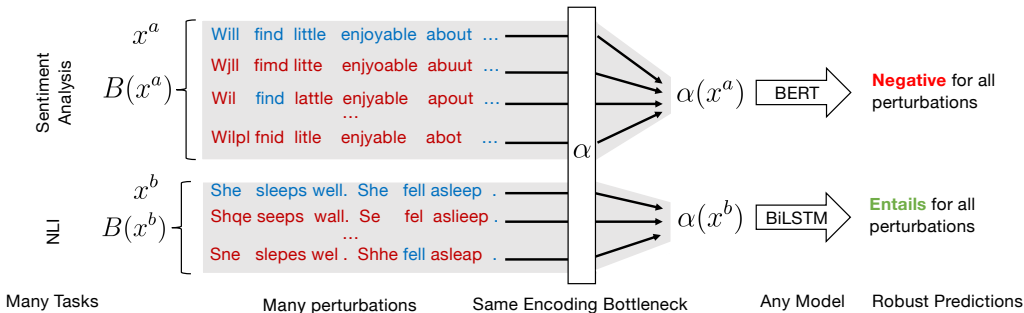 x^a
Will find little enjoyable about ...
Wjll fimd litte enjyoable abuut ...
B(x^a)
Wil find lattle enjyable apout ...
...
Wilpl fnid litle enjyable abot ...
Sentiment
Analysis
α
α(x^a)
BERT
Negative for all
perturbations
x^b
She sleeps well. She fell asleep .
B(x^b)
Shqe seeps wall. Se fel aslieep .
...
Sne slepes wel . Shhe fell asleap .
NLI
α(x^b)
BiLSTM
Entails for all
perturbations
Many Tasks
Many perturbations
Same Encoding Bottleneck
Any Model
Robust Predictions